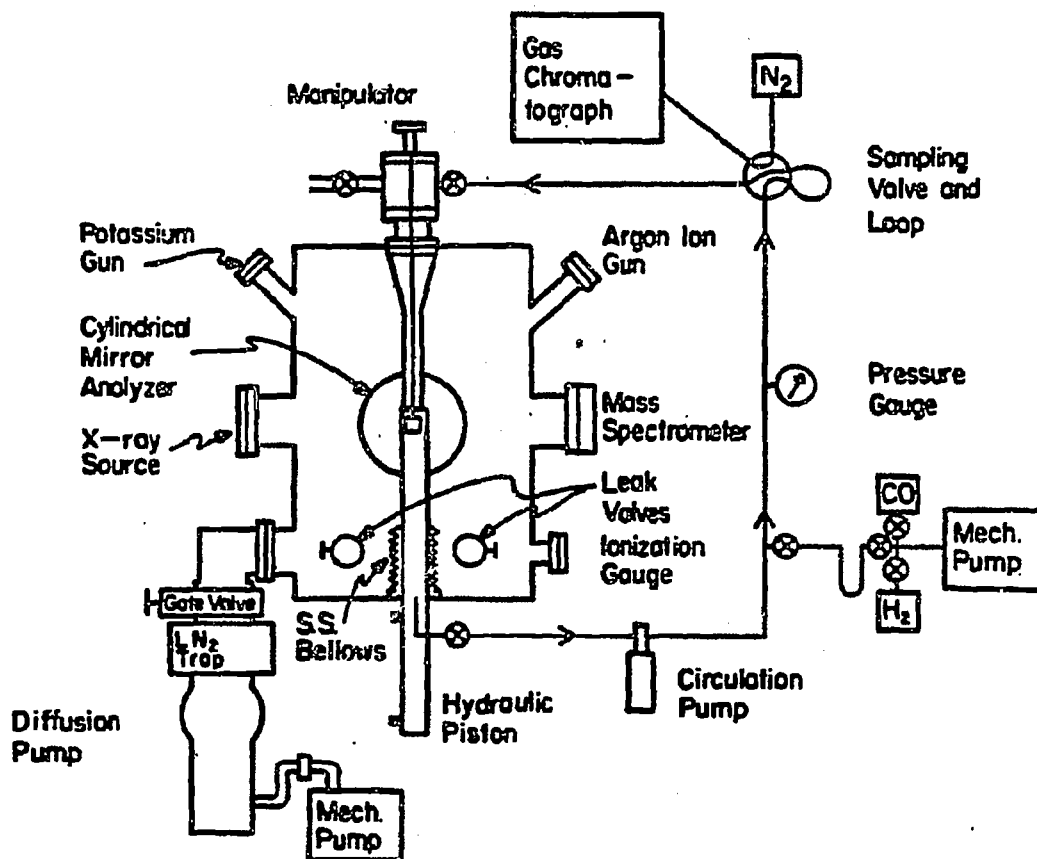 Gas
Chroma-
tograph
N2
Manipulator
Sampling
Valve and
Loop
Potassium
Gun
Argon Ion
Gun
Cylindrical
Mirror
Analyzer
Pressure
Gauge
X-ray
Source
Mass
Spectrometer
Leak
Valves
CO
Mech.
Pump
Ionization
Gauge
H2
Gate Valve
S.S.
Bellows
L N2
Trap
Circulation
Pump
Hydraulic
Piston
Diffusion
Pump
Mech.
Pump